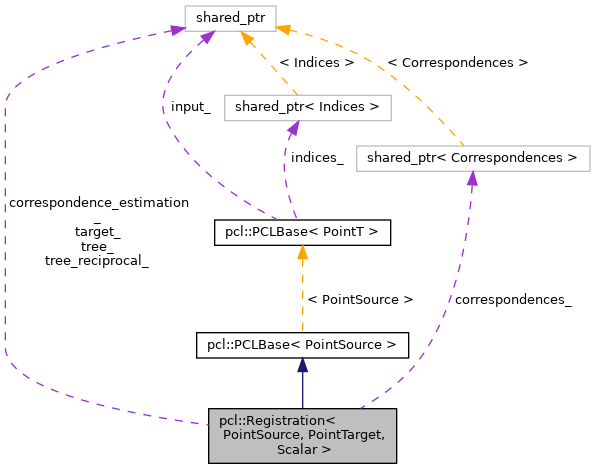 shared_ptr
< Indices >
< Correspondences >
input_
shared_ptr< Indices >
indices_
shared_ptr< Correspondences >
correspondence_estimation
_
target_
tree_
tree_reciprocal_
pcl::PCLBase< PointT >
< PointSource >
correspondences_
pcl::PCLBase< PointSource >
pcl::Registration<
PointSource, PointTarget,
Scalar >